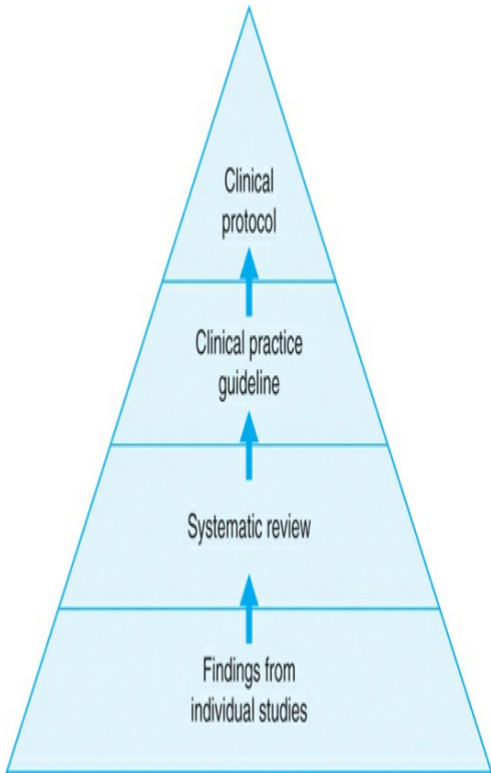 Clinical
protocol
Clinical practice
guideline
Systematic review
Findings from
individual studies